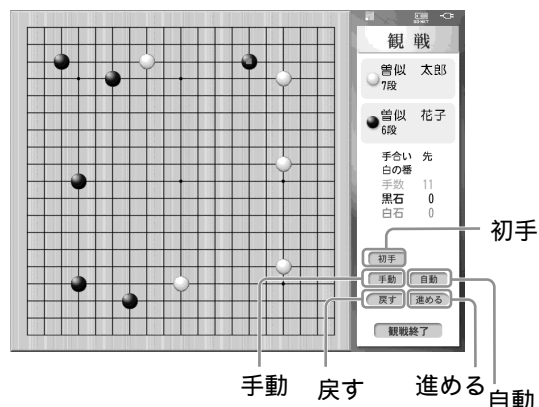 観 戦
曽似　太郎
7段
曽似　花子
6段
手合い　先
白の番
手数　11
黒石　0
白石　0
初手
手動　自動
戻す　進める
観戦終了
初手
手動
戻す
進める
自動